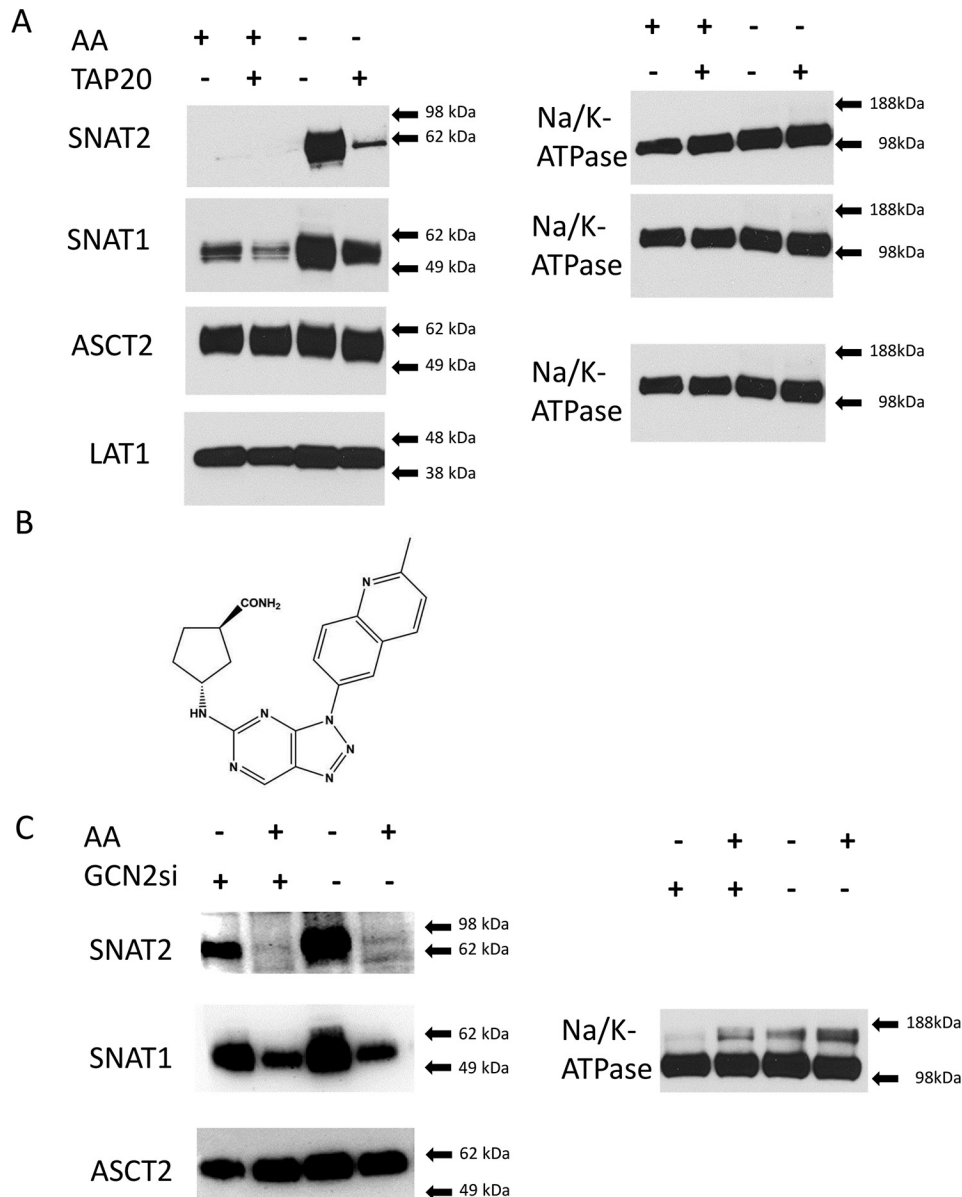 A
AA + + - -
TAP20 - + - +
SNAT2
98 kDa
62 kDa
SNAT1
62 kDa
49 kDa
ASCT2
62 kDa
49 kDa
LAT1
48 kDa
38 kDa
+ + - -
- + - +
Na/K-
ATPase
188kDa
98kDa
Na/K-
ATPase
188kDa
98kDa
Na/K-
ATPase
188kDa
98kDa
B
CONH2
HN
N
N
N
N
N
N
C
AA - + - +
GCN2si + + - -
SNAT2
98 kDa
62 kDa
SNAT1
62 kDa
49 kDa
ASCT2
62 kDa
49 kDa
- + - +
+ + - -
Na/K-
ATPase
188kDa
98kDa